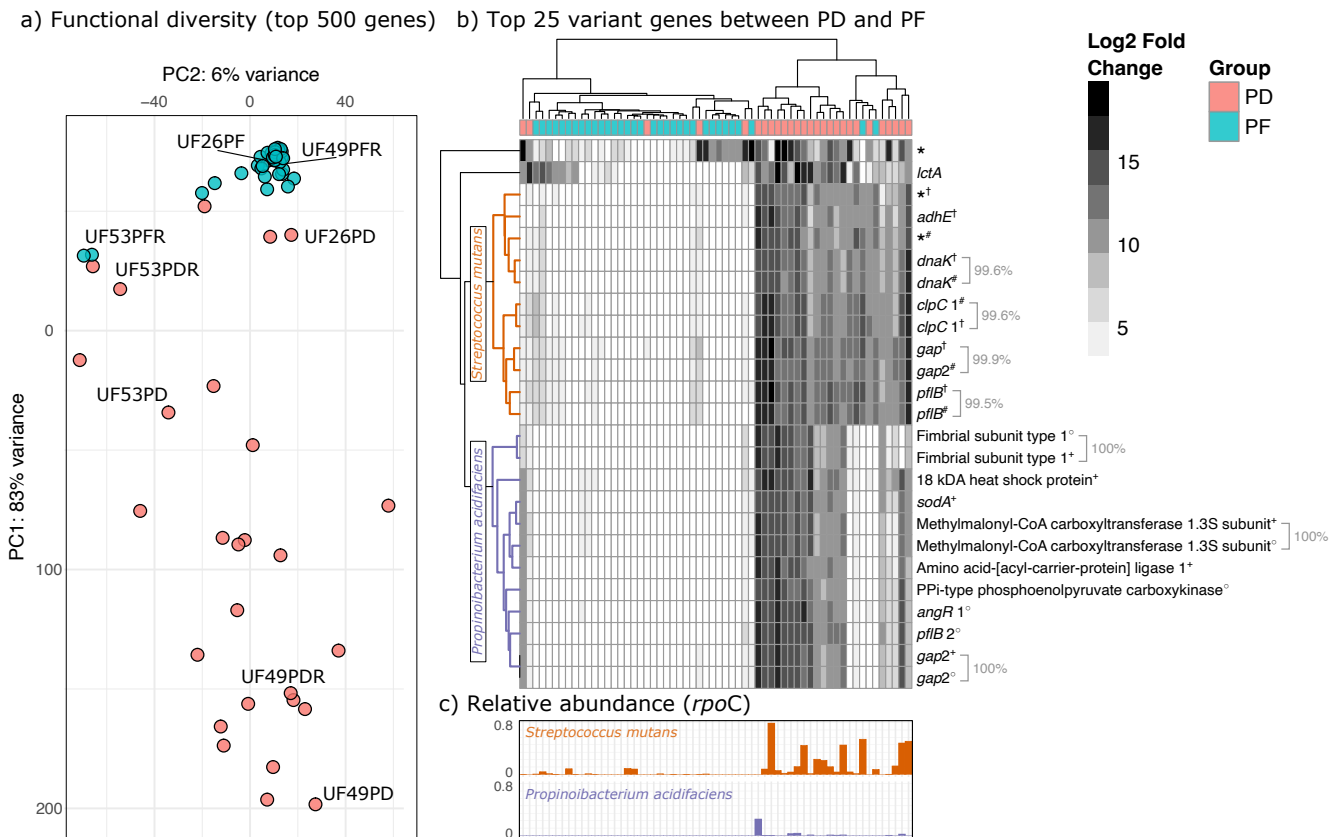 a) Functional diversity (top 500 genes)
PC2: 6% variance
−40
0
40
UF26PF
UF49PFR
UF53PFR
UF26PD
UF53PDR
0
UF53PD
PC1: 83% variance
100
UF49PDR
UF49PD
200
b) Top 25 variant genes between PD and PF
Streptococcus mutans
Propinoibacterium acidifaciens
*
lctA
*†
adhE†
*#
dnaK†
dnaK#
99.6%
clpC 1#
clpC 1†
99.6%
gap†
gap2#
99.9%
pflB†
pflB#
99.5%
Fimbrial subunit type 1○
Fimbrial subunit type 1+
100%
18 kDA heat shock protein+
sodA+
Methylmalonyl-CoA carboxyltransferase 1.3S subunit+
Methylmalonyl-CoA carboxyltransferase 1.3S subunit○
100%
Amino acid-[acyl-carrier-protein] ligase 1+
PPi-type phosphoenolpyruvate carboxykinase○
angR 1○
pflB 2○
gap2+
gap2○
100%
Log2 Fold
Change
15
10
5
Group
PD
PF
c) Relative abundance (rpoC)
0.8
Streptococcus mutans
0
0.8
Propinoibacterium acidifaciens
0